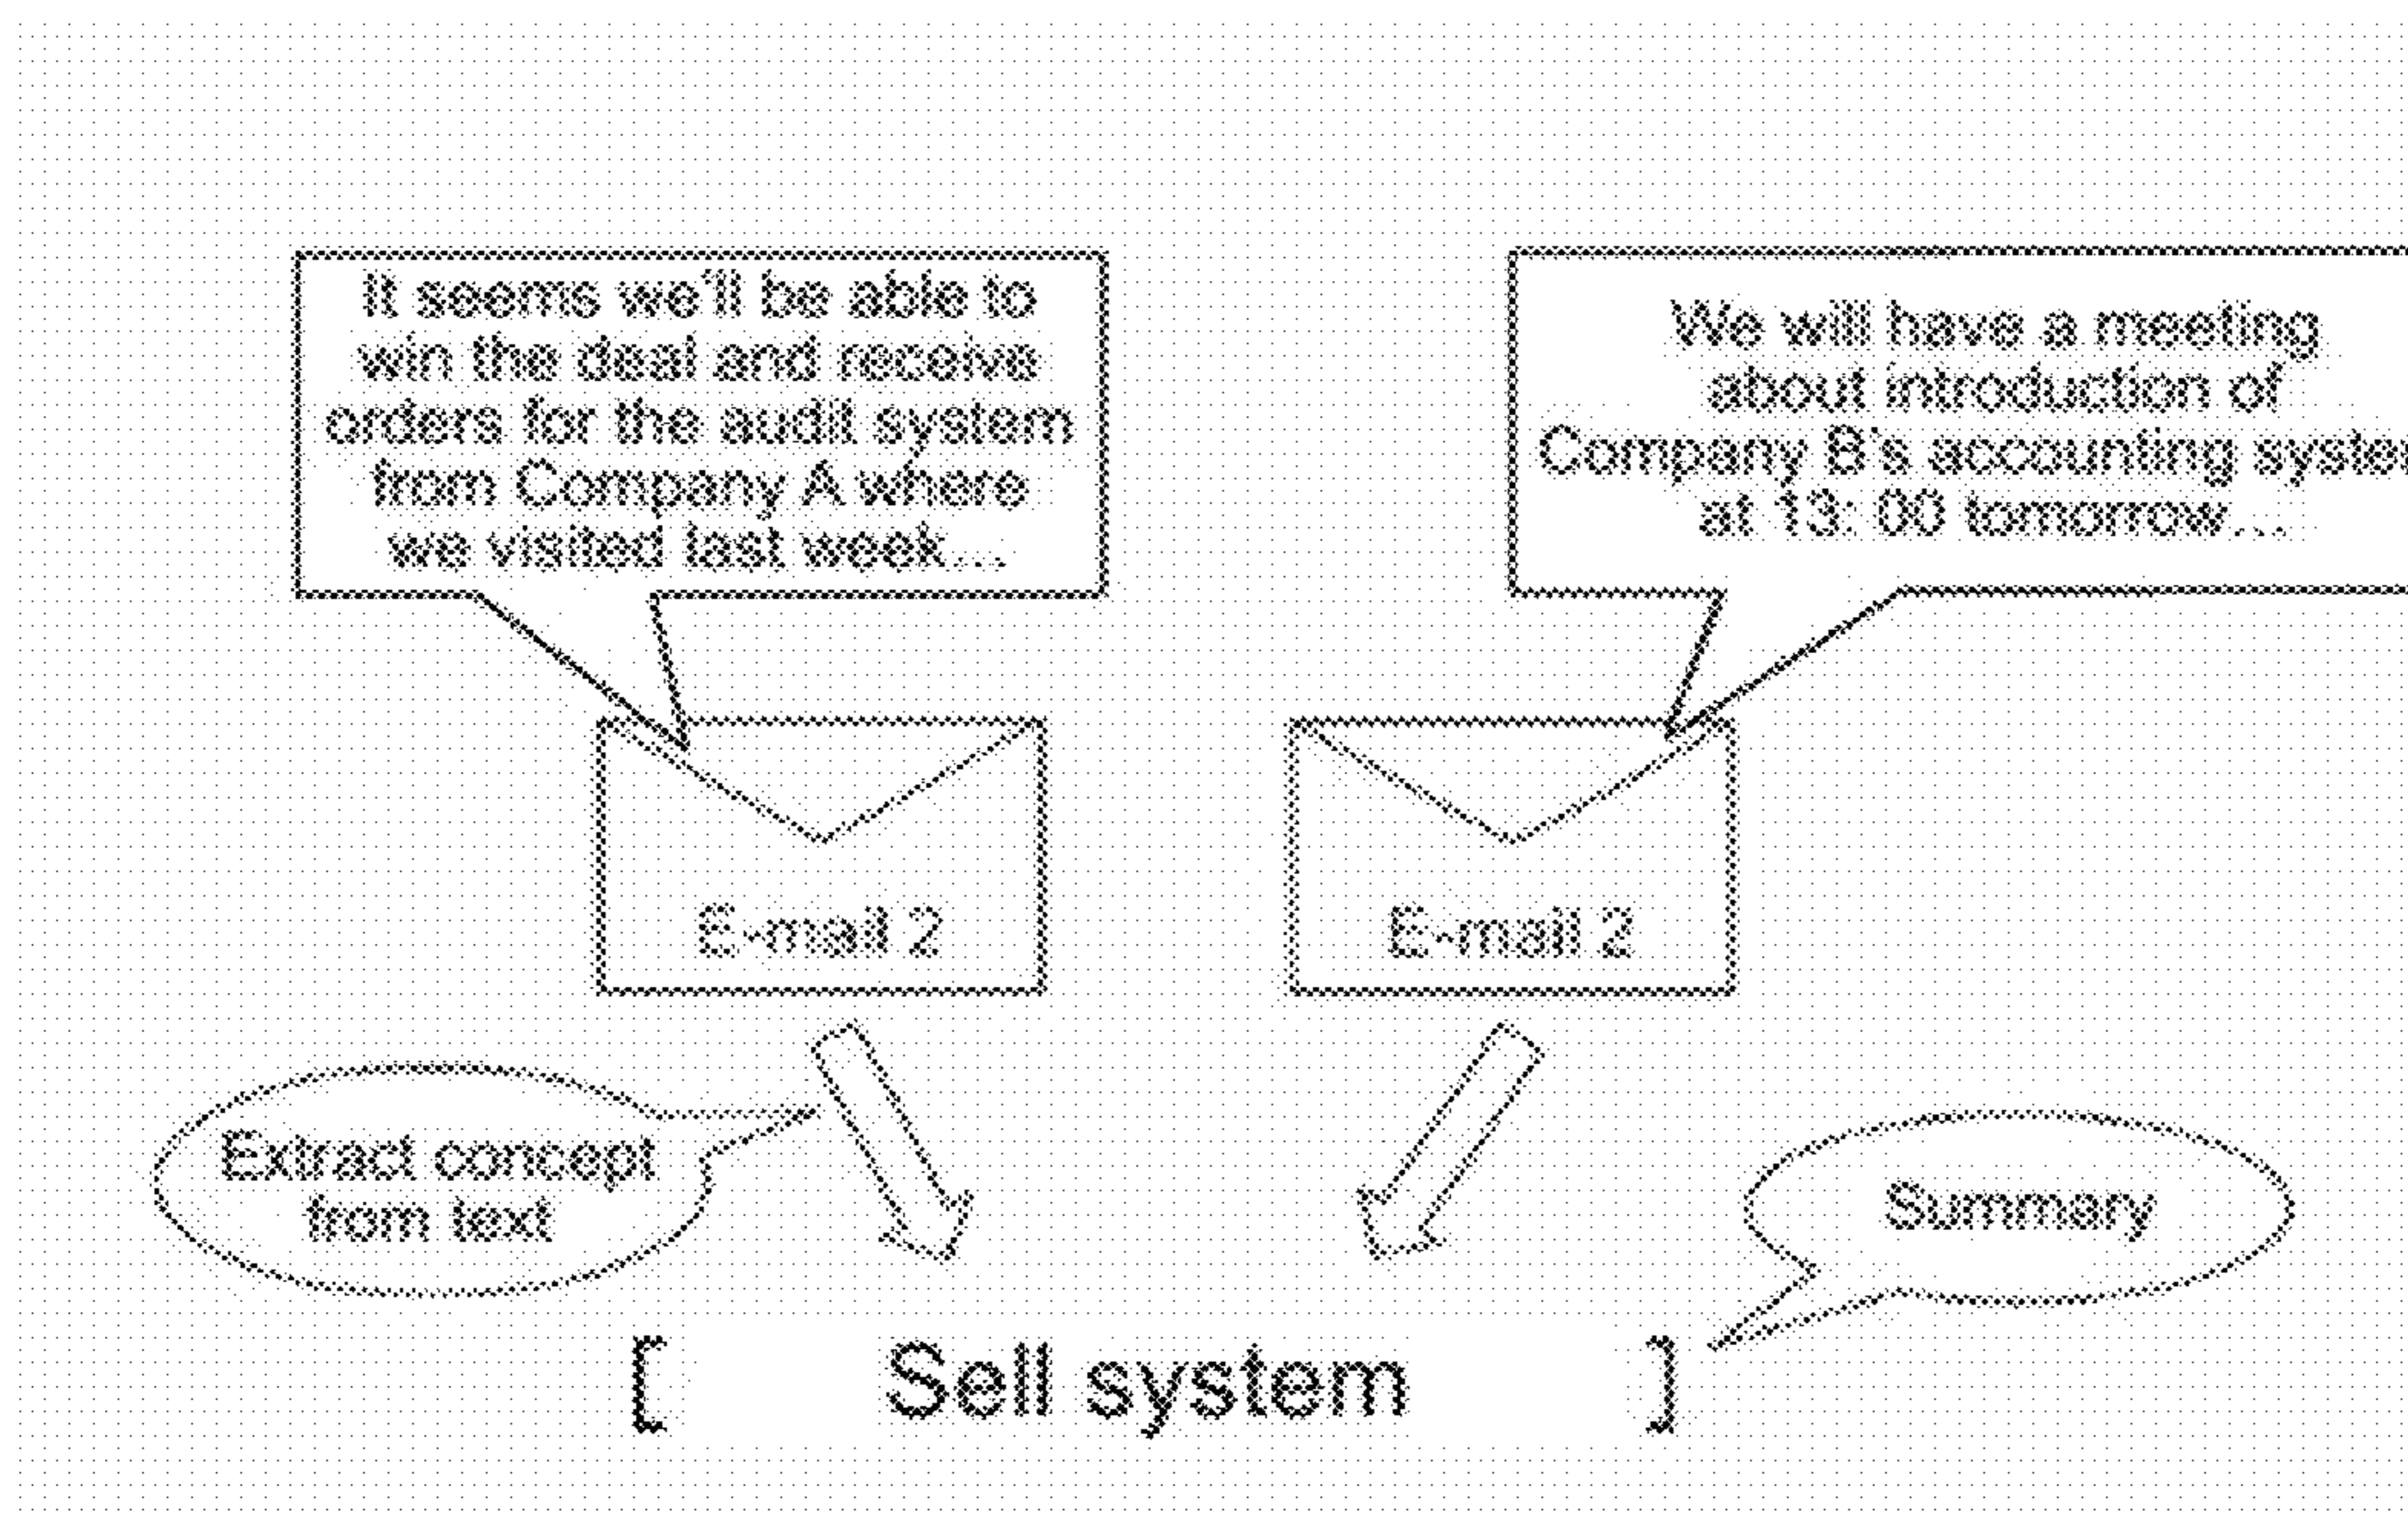 It seems we'll be able to
win the deal and receive
orders for the audit system
from Company A where
we visited last week...
We will have a meeting
about introduction of
Company B's accounting
at 13: 00 tomorrow...
E-mail 2
E-mail 2
Extract concept
from text
Summary
[ Sell system ]